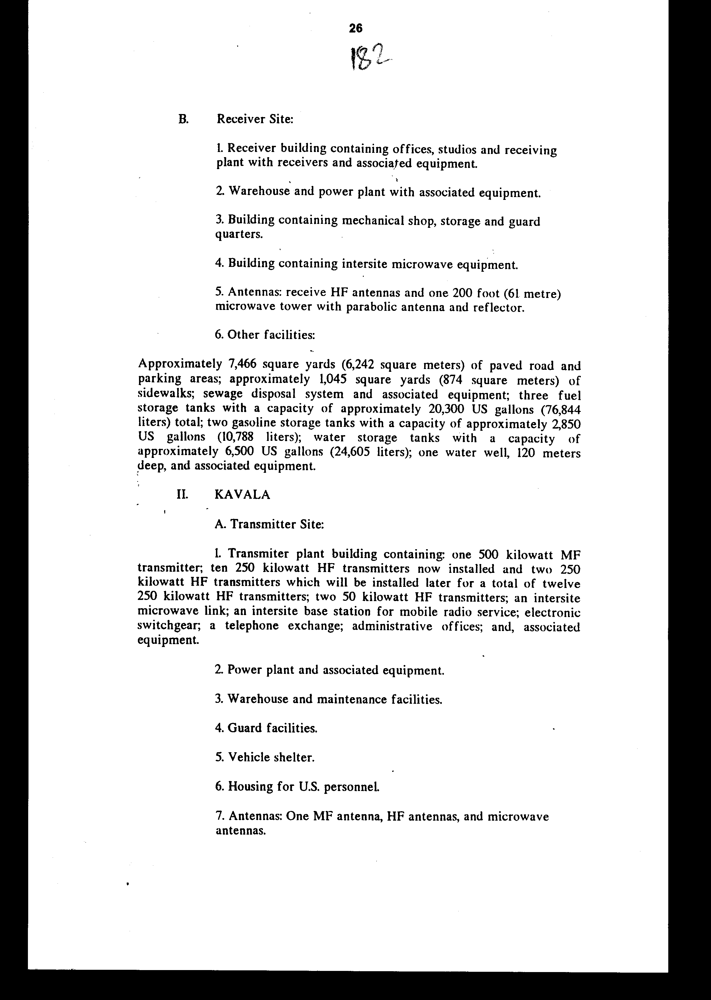 26
182
B. Receiver Site:
1. Receiver building containing offices, studios and receiving
plant with receivers and associated equipment.
2. Warehouse and power plant with associated equipment.
3. Building containing mechanical shop, storage and guard
quarters.
4. Building containing intersite microwave equipment.
5. Antennas: receive HF antennas and one 200 foot (61 metre)
microwave tower with parabolic antenna and reflector.
6. Other facilities:
Approximately 7,466 square yards (6,242 square meters) of paved road and
parking areas; approximately 1,045 square yards (874 square meters) of
sidewalks; sewage disposal system and associated equipment; three fuel
storage tanks with a capacity of approximately 20,300 US gallons (76,844
liters) total; two gasoline storage tanks with a capacity of approximately 2,850
US gallons (10,788 liters); water storage tanks with a capacity of
approximately 6,500 US gallons (24,605 liters); one water well, 120 meters
deep, and associated equipment.
II. KAVALA
A. Transmitter Site:
1. Transmiter plant building containing: one 500 kilowatt MF
transmitter; ten 250 kilowatt HF transmitters now installed and two 250
kilowatt HF transmitters which will be installed later for a total of twelve
250 kilowatt HF transmitters; two 50 kilowatt HF transmitters; an intersite
microwave link; an intersite base station for mobile radio service; electronic
switchgear; a telephone exchange; administrative offices; and, associated
equipment.
2. Power plant and associated equipment.
3. Warehouse and maintenance facilities.
4. Guard facilities.
5. Vehicle shelter.
6. Housing for U.S. personnel.
7. Antennas: One MF antenna, HF antennas, and microwave
antennas.